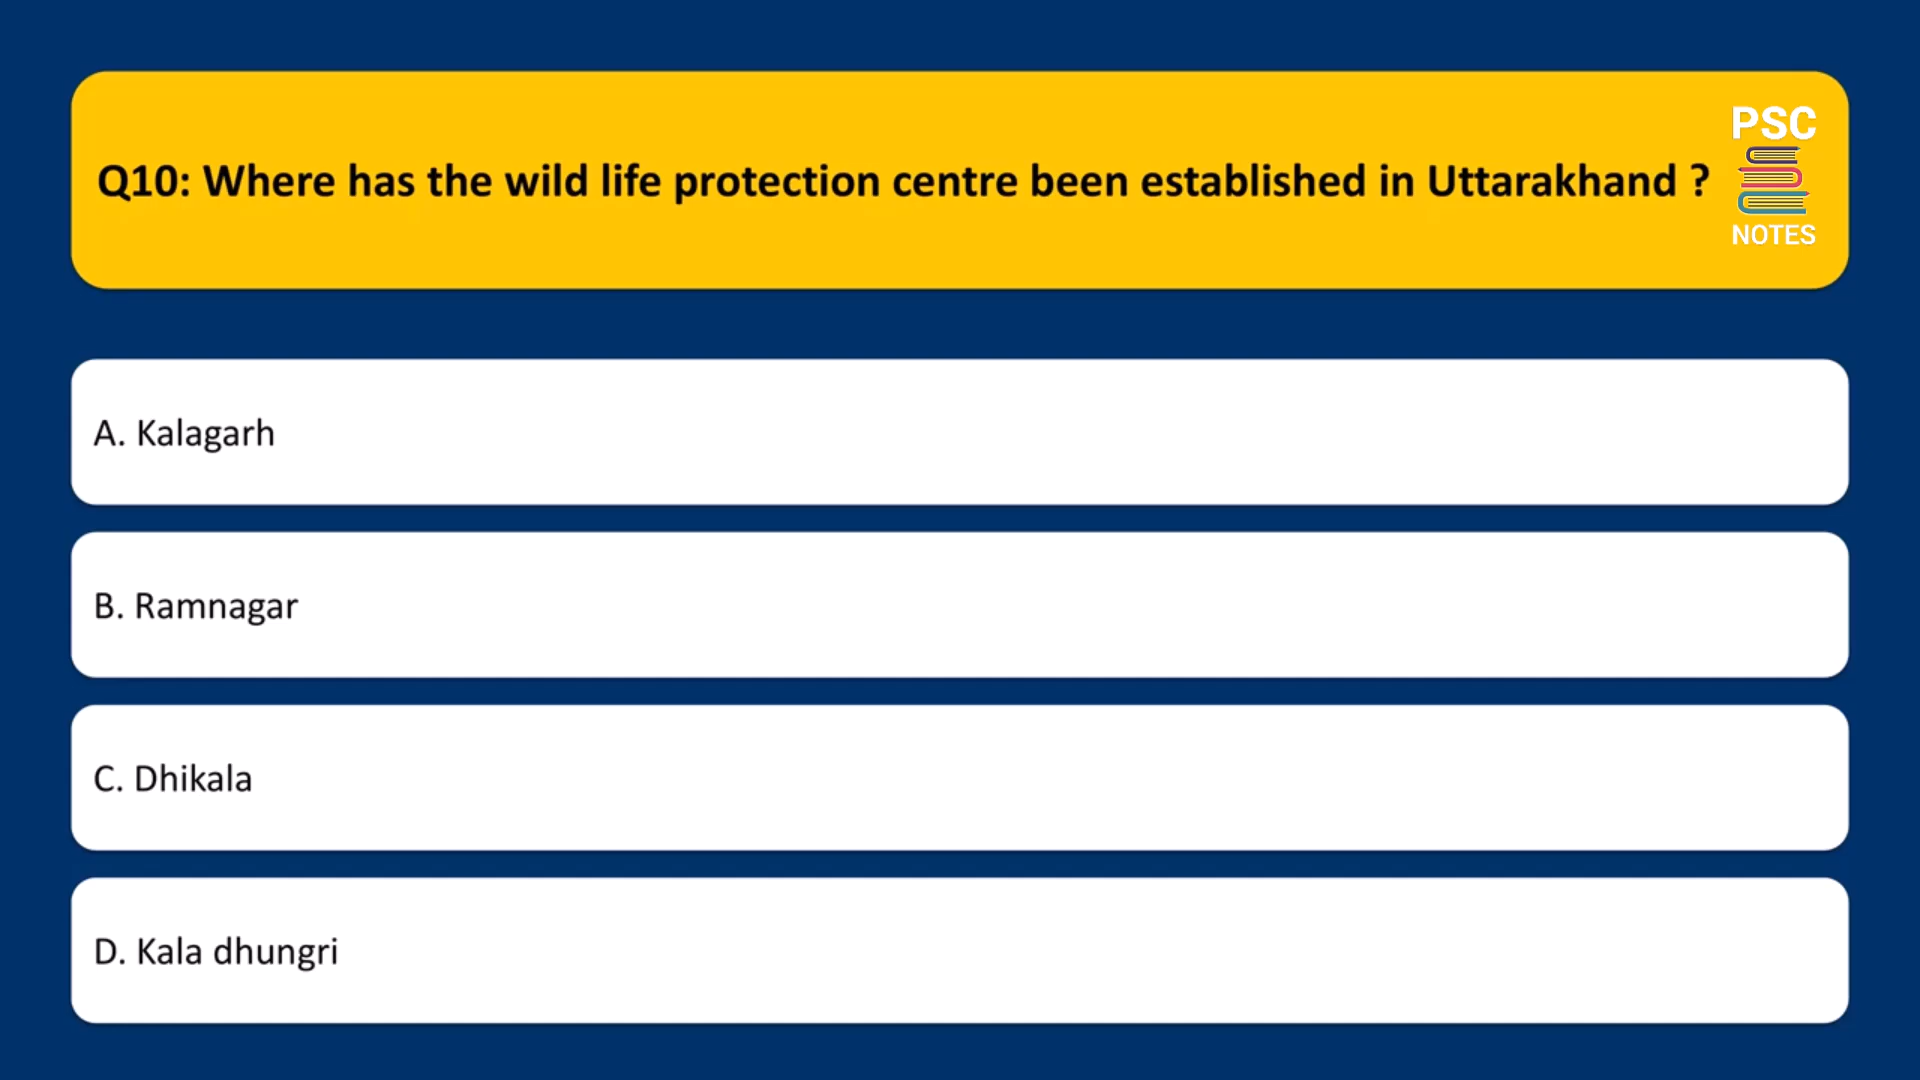 Q10: Where has the wild life protection centre been established in Uttarakhand ?
PSC
NOTES
A. Kalagarh
B. Ramnagar
C. Dhikala
D. Kala dhungri